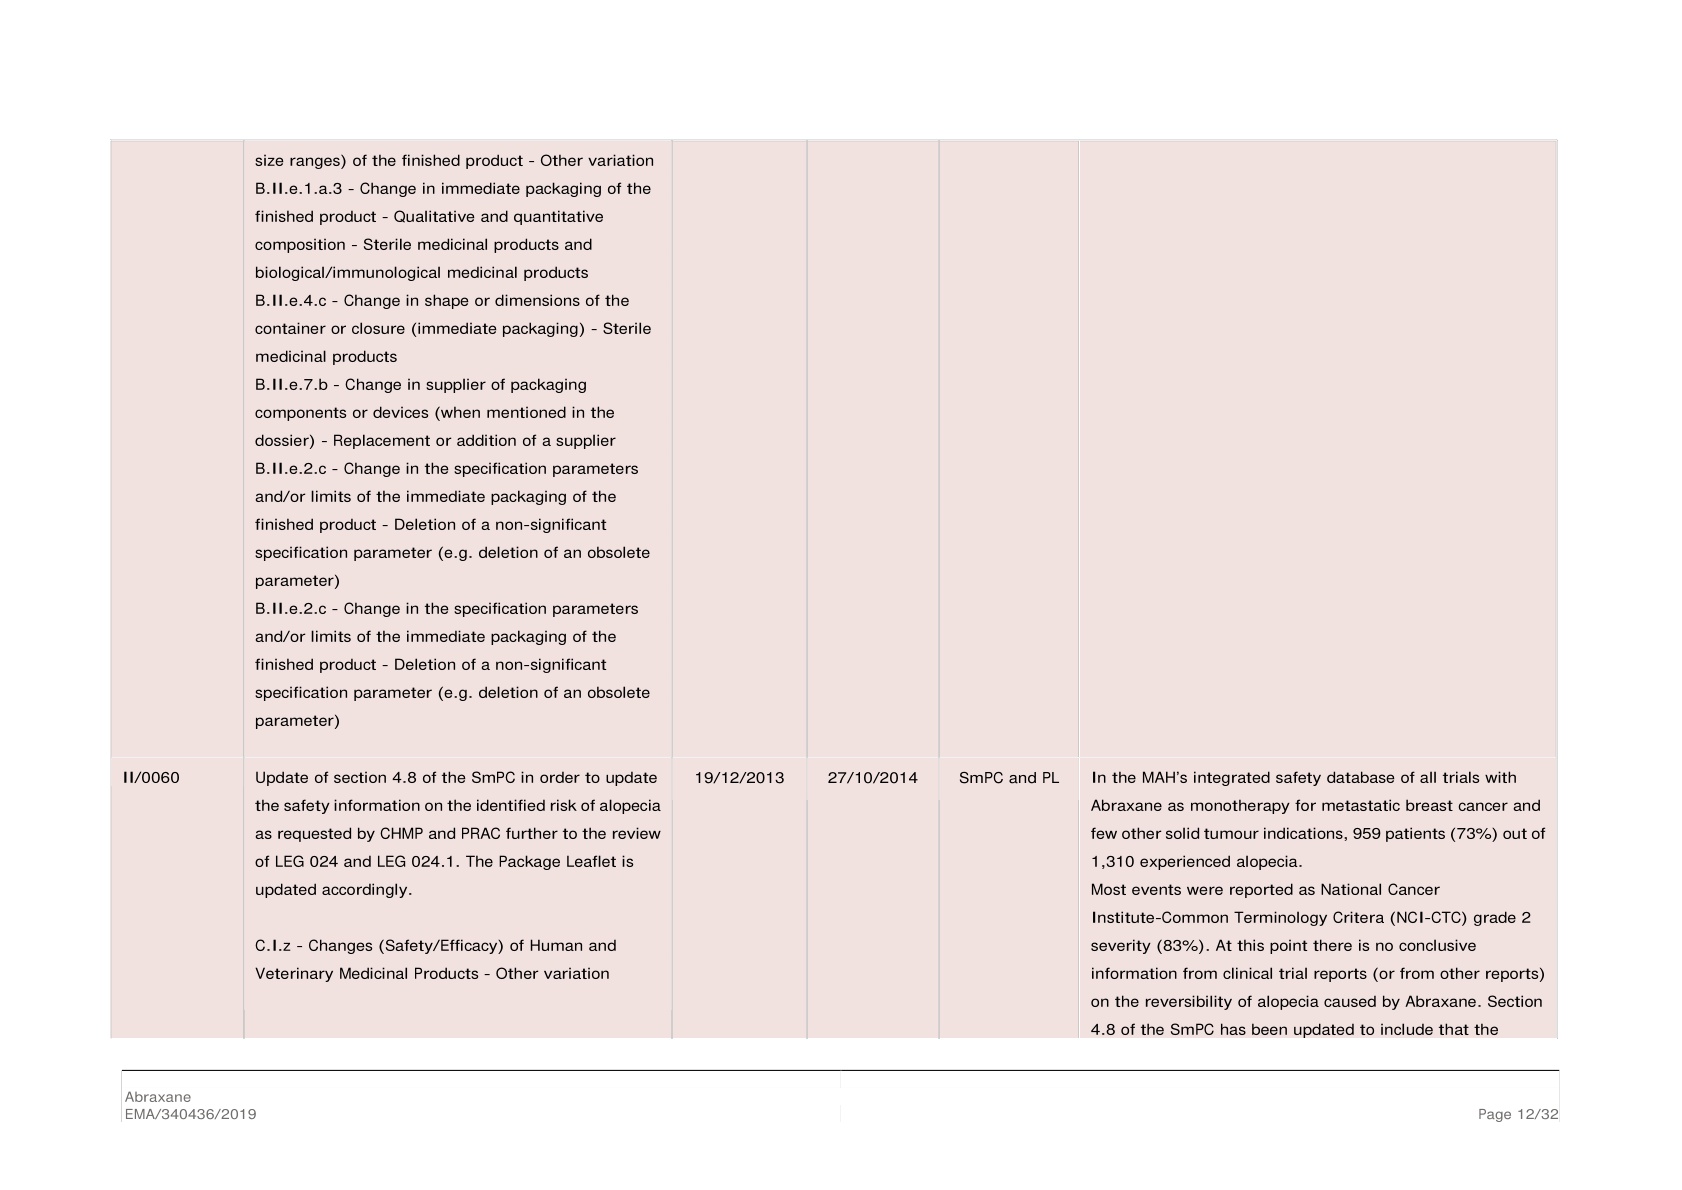 size ranges) of the finished product - Other variation
B.II.e.1.a.3 - Change in immediate packaging of the
finished product - Qualitative and quantitative
composition - Sterile medicinal products and
biological/immunological medicinal products
B.II.e.4.c - Change in shape or dimensions of the
container or closure (immediate packaging) - Sterile
medicinal products
B.II.e.7.b - Change in supplier of packaging
components or devices (when mentioned in the
dossier) - Replacement or addition of a supplier
B.II.e.2.c - Change in the specification parameters
and/or limits of the immediate packaging of the
finished product - Deletion of a non-significant
specification parameter (e.g. deletion of an obsolete
parameter)
B.II.e.2.c - Change in the specification parameters
and/or limits of the immediate packaging of the
finished product - Deletion of a non-significant
specification parameter (e.g. deletion of an obsolete
parameter)
II/0060
Update of section 4.8 of the SmPC in order to update
the safety information on the identified risk of alopecia
as requested by CHMP and PRAC further to the review
of LEG 024 and LEG 024.1. The Package Leaflet is
updated accordingly.
C.I.z - Changes (Safety/Efficacy) of Human and
Veterinary Medicinal Products - Other variation
19/12/2013
27/10/2014
SmPC and PL
In the MAH's integrated safety database of all trials with
Abraxane as monotherapy for metastatic breast cancer and
few other solid tumour indications, 959 patients (73%) out of
1,310 experienced alopecia.
Most events were reported as National Cancer
Institute-Common Terminology Critera (NCI-CTC) grade 2
severity (83%). At this point there is no conclusive
information from clinical trial reports (or from other reports)
on the reversibility of alopecia caused by Abraxane. Section
4.8 of the SmPC has been updated to include that the
Abraxane
EMA/340436/2019
Page 12/32